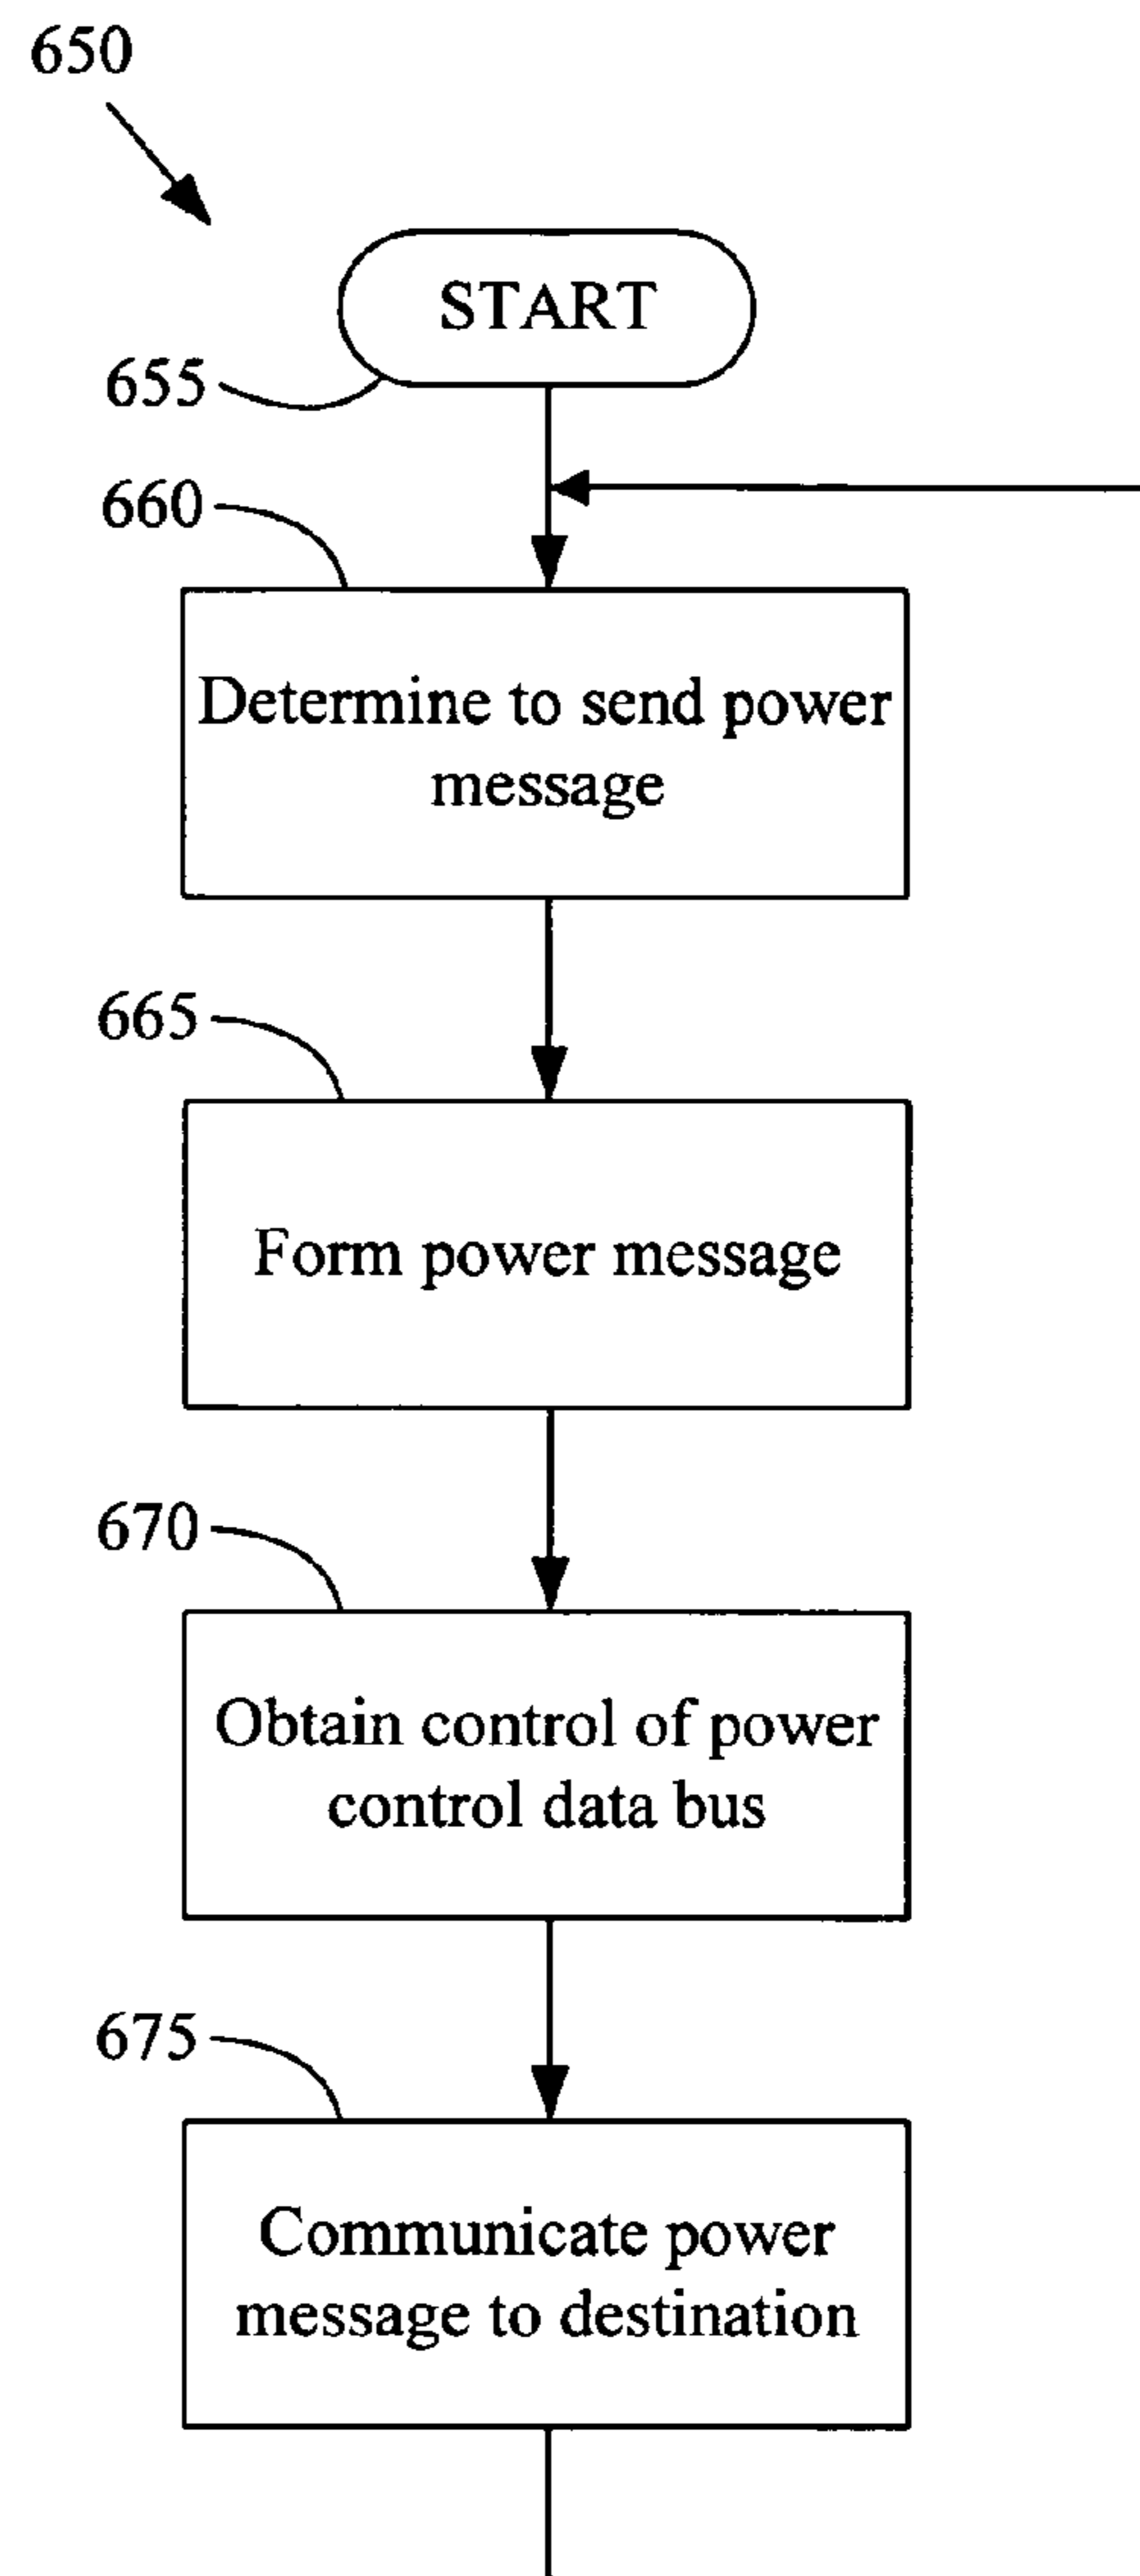 650
START
655
660
Determine to send power
message
665
Form power message
670
Obtain control of power
control data bus
675
Communicate power
message to destination